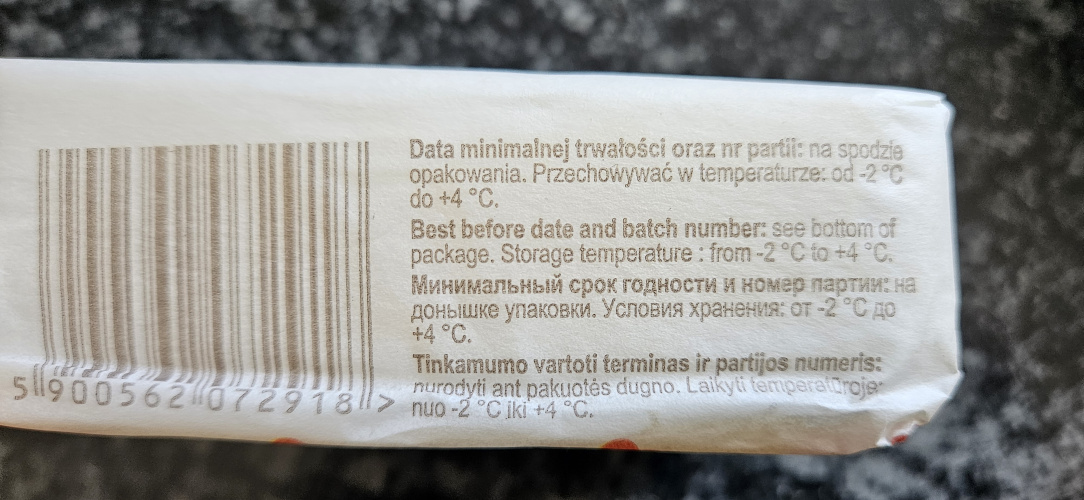 Data minimalnej trwałości oraz nr partii: na spodzie
opakowania. Przechowywać w temperaturze: od -2 °C
do +4 °C.
Best before date and batch number: see bottom of
package. Storage temperature : from -2 °C to +4 °C.
Минимальный срок годности и номер партии: на
донышке упаковки. Условия хранения: от -2 °C до
+4 °C.
Tinkamumo vartoti terminas ir partijos numeris:
nurodyti ant pakuotės dugno. Laikyti temperatūroje:
nuo -2 °C iki +4 °C.
5 900562 072918 >